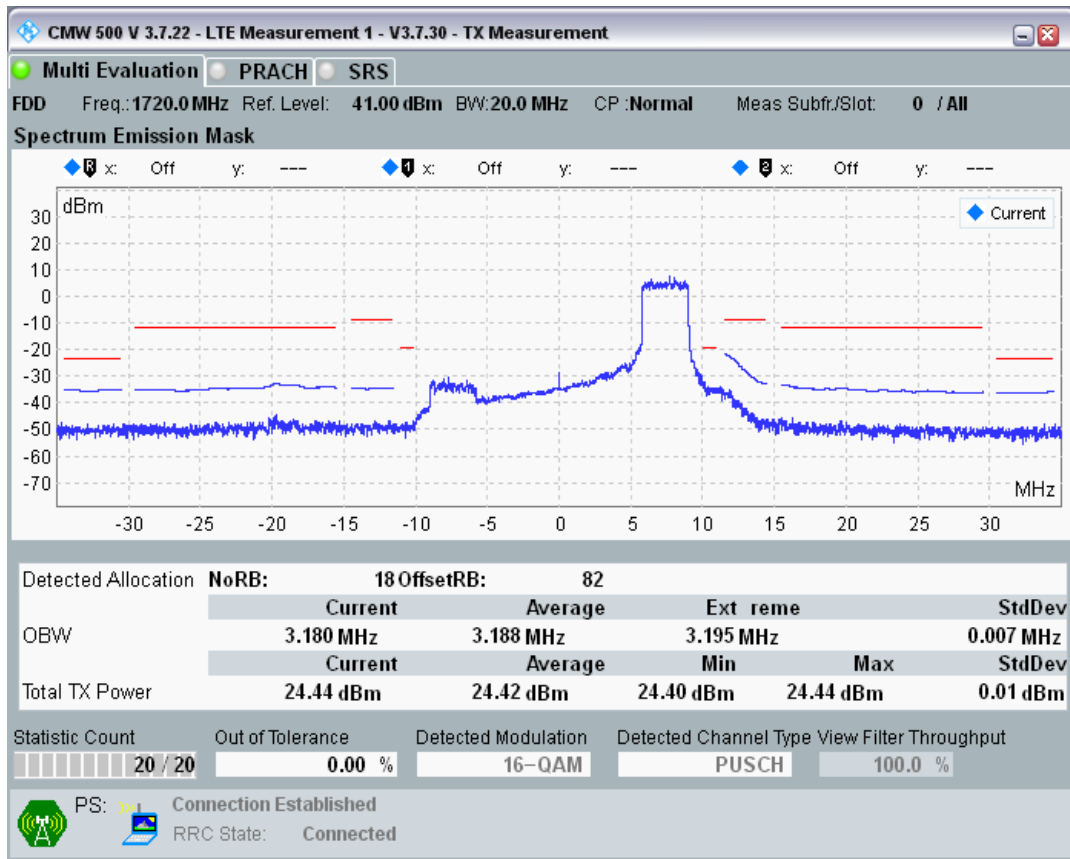 CMW 500 V 3.7.22 - LTE Measurement 1 - V3.7.30 - TX Measurement
Multi Evaluation PRACH SRS
FDD Freq.:1720.0 MHz Ref. Level: 41.00 dBm BW:20.0 MHz CP :Normal Meas Subfr./Slot: 0 / All
Spectrum Emission Mask
R x: Off y: --- 1 x: Off y: --- 2 x: Off y: ---
dBm
Current
30
20
10
0
-10
-20
-30
-40
-50
-60
-70
MHz
-30 -25 -20 -15 -10 -5 0 5 10 15 20 25 30
Detected Allocation NoRB: 18 OffsetRB: 82
Current Average Ext reme StdDev
OBW 3.180 MHz 3.188 MHz 3.195 MHz 0.007 MHz
Current Average Min Max StdDev
Total TX Power 24.44 dBm 24.42 dBm 24.40 dBm 24.44 dBm 0.01 dBm
Statistic Count Out of Tolerance Detected Modulation Detected Channel Type View Filter Throughput
20 / 20 0.00 % 16-QAM PUSCH 100.0 %
PS: Connection Established
RRC State: Connected